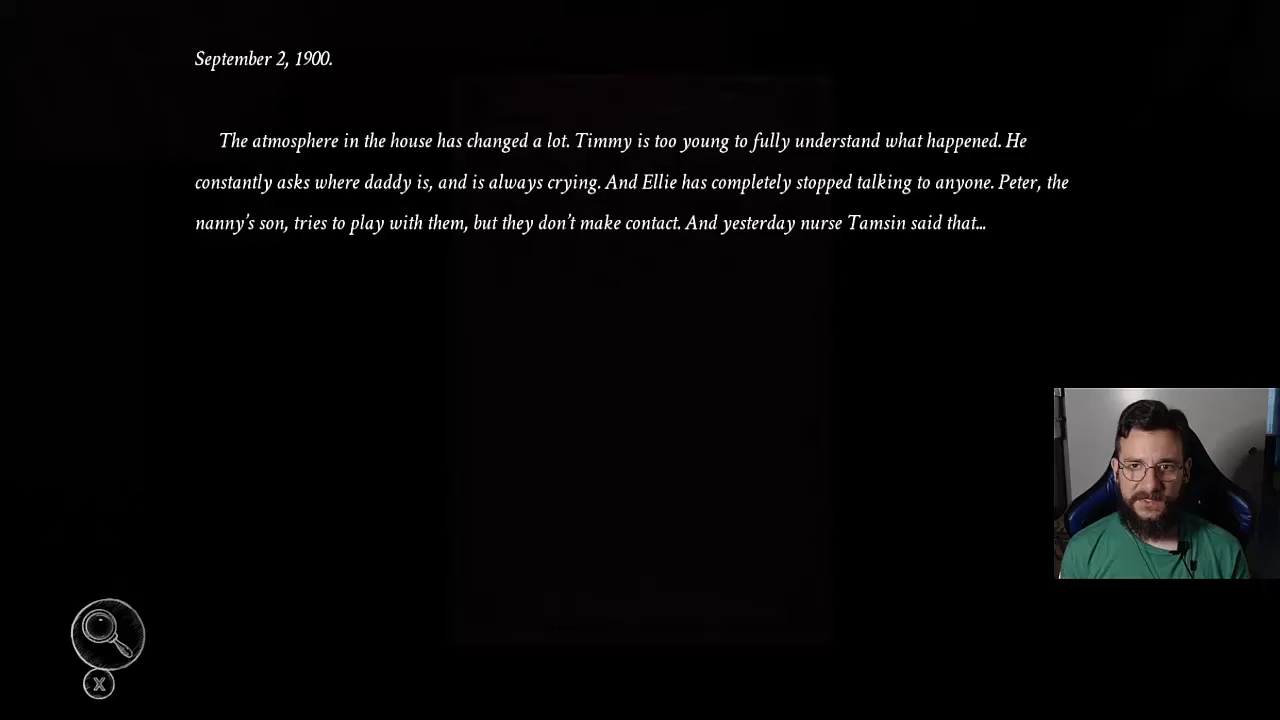 September 2, 1900.
The atmosphere in the house has changed a lot. Timmy is too young to fully understand what happened. He
constantly asks where daddy is, and is always crying. And Ellie has completely stopped talking to anyone. Peter, the
nanny's son, tries to play with them, but they don't make contact. And yesterday nurse Tamsin said that...
X